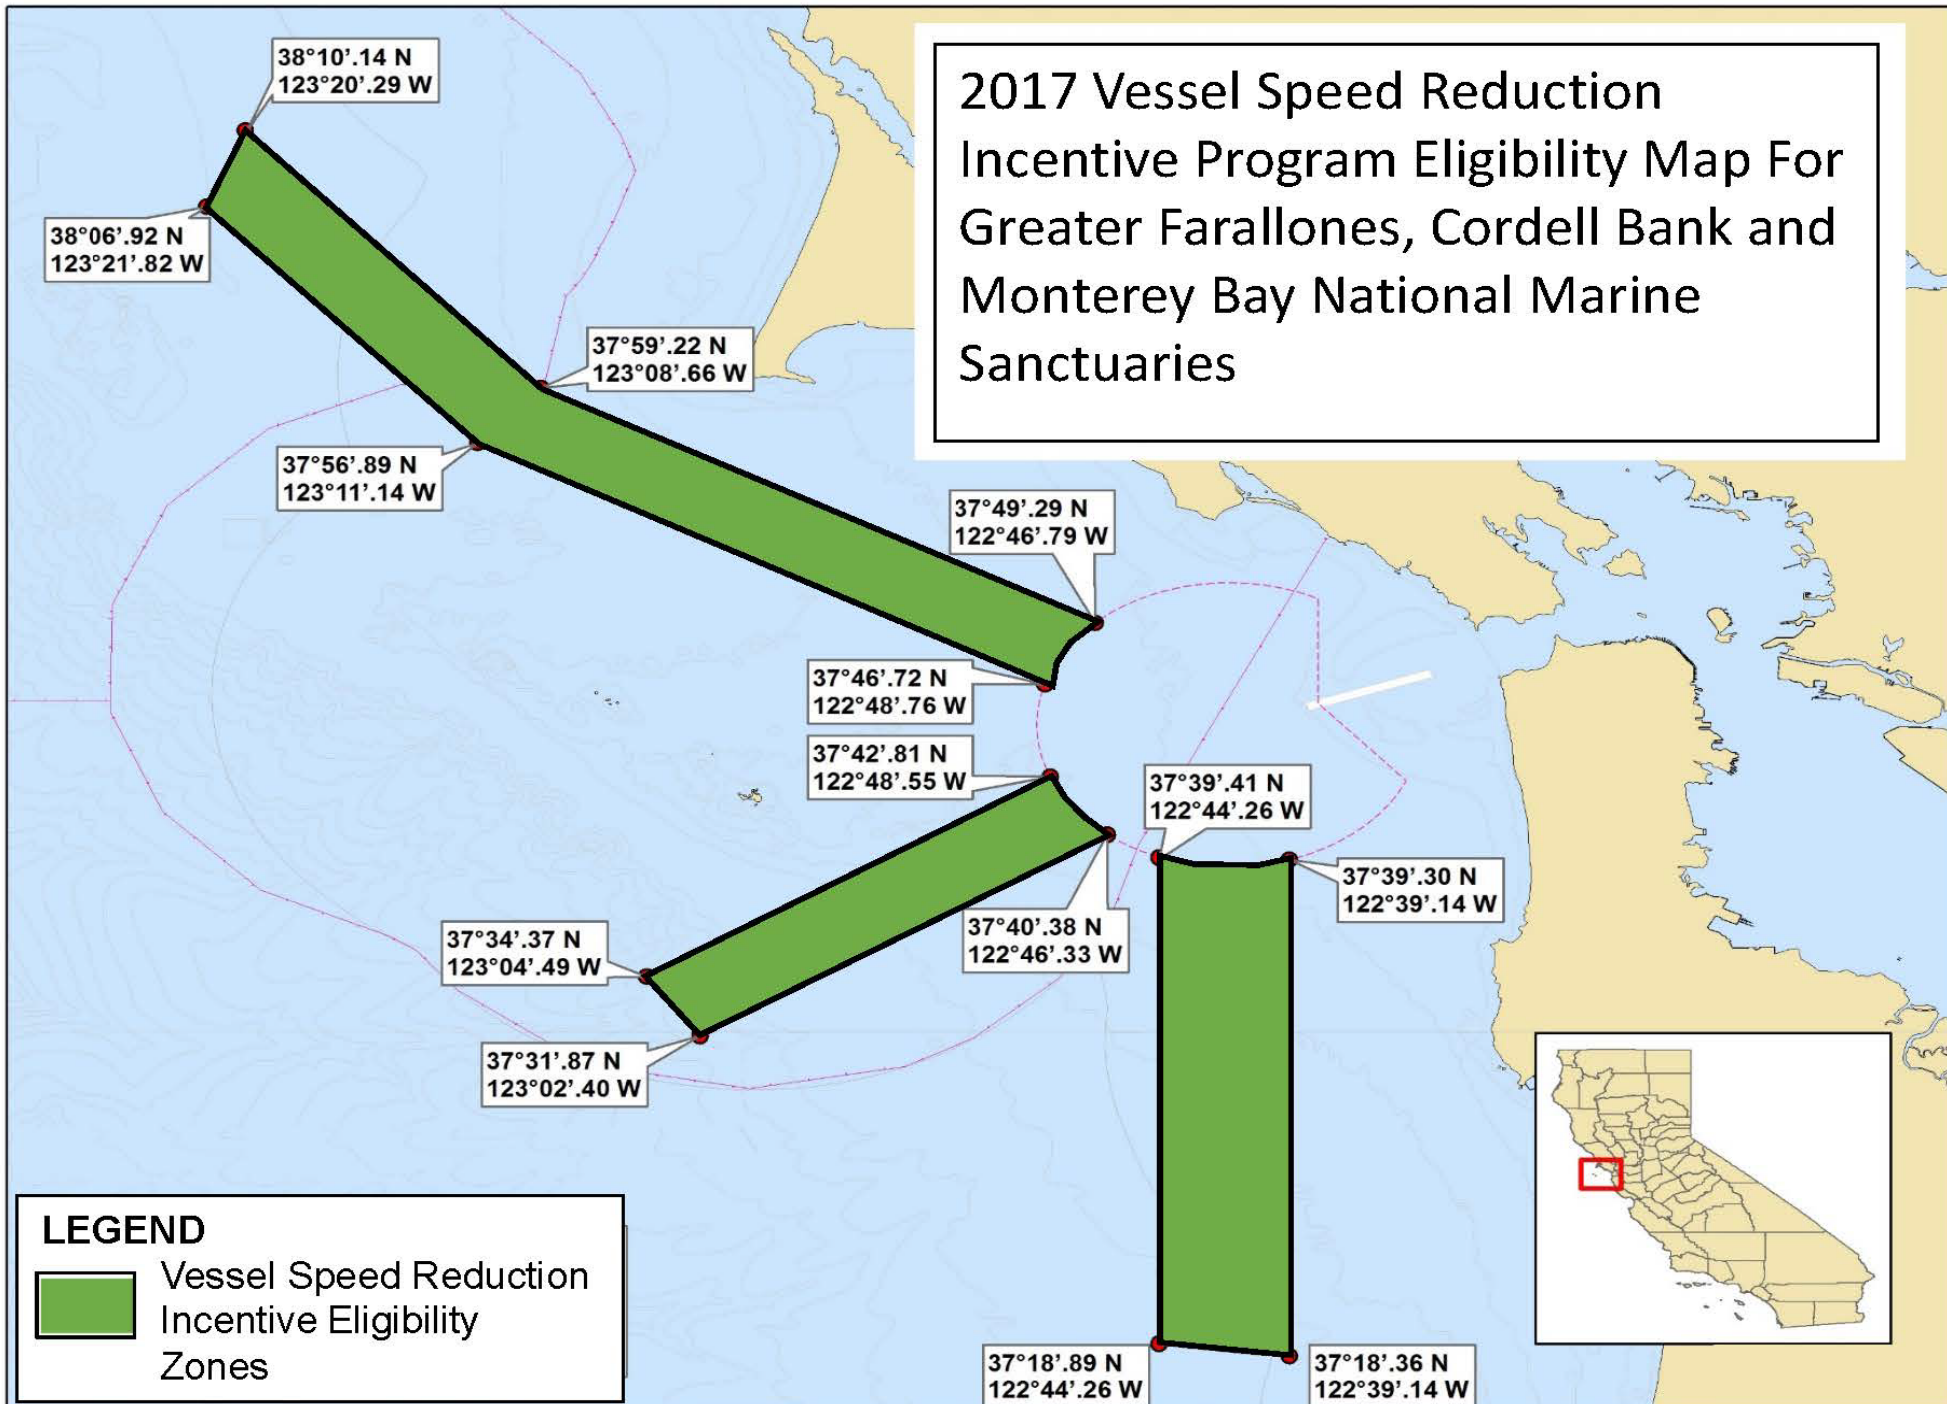 38°10'.14 N
123°20'.29 W
2017 Vessel Speed Reduction
Incentive Program Eligibility Map For
Greater Farallones, Cordell Bank and
Monterey Bay National Marine
Sanctuaries
38°06'.92 N
123°21'.82 W
37°59'.22 N
123°08'.66 W
37°56'.89 N
123°11'.14 W
37°49'.29 N
122°46'.79 W
37°46'.72 N
122°48'.76 W
37°42'.81 N
122°48'.55 W
37°39'.41 N
122°44'.26 W
37°39'.30 N
122°39'.14 W
37°40'.38 N
122°46'.33 W
37°34'.37 N
123°04'.49 W
37°31'.87 N
123°02'.40 W
LEGEND
Vessel Speed Reduction
Incentive Eligibility
Zones
37°18'.89 N
122°44'.26 W
37°18'.36 N
122°39'.14 W